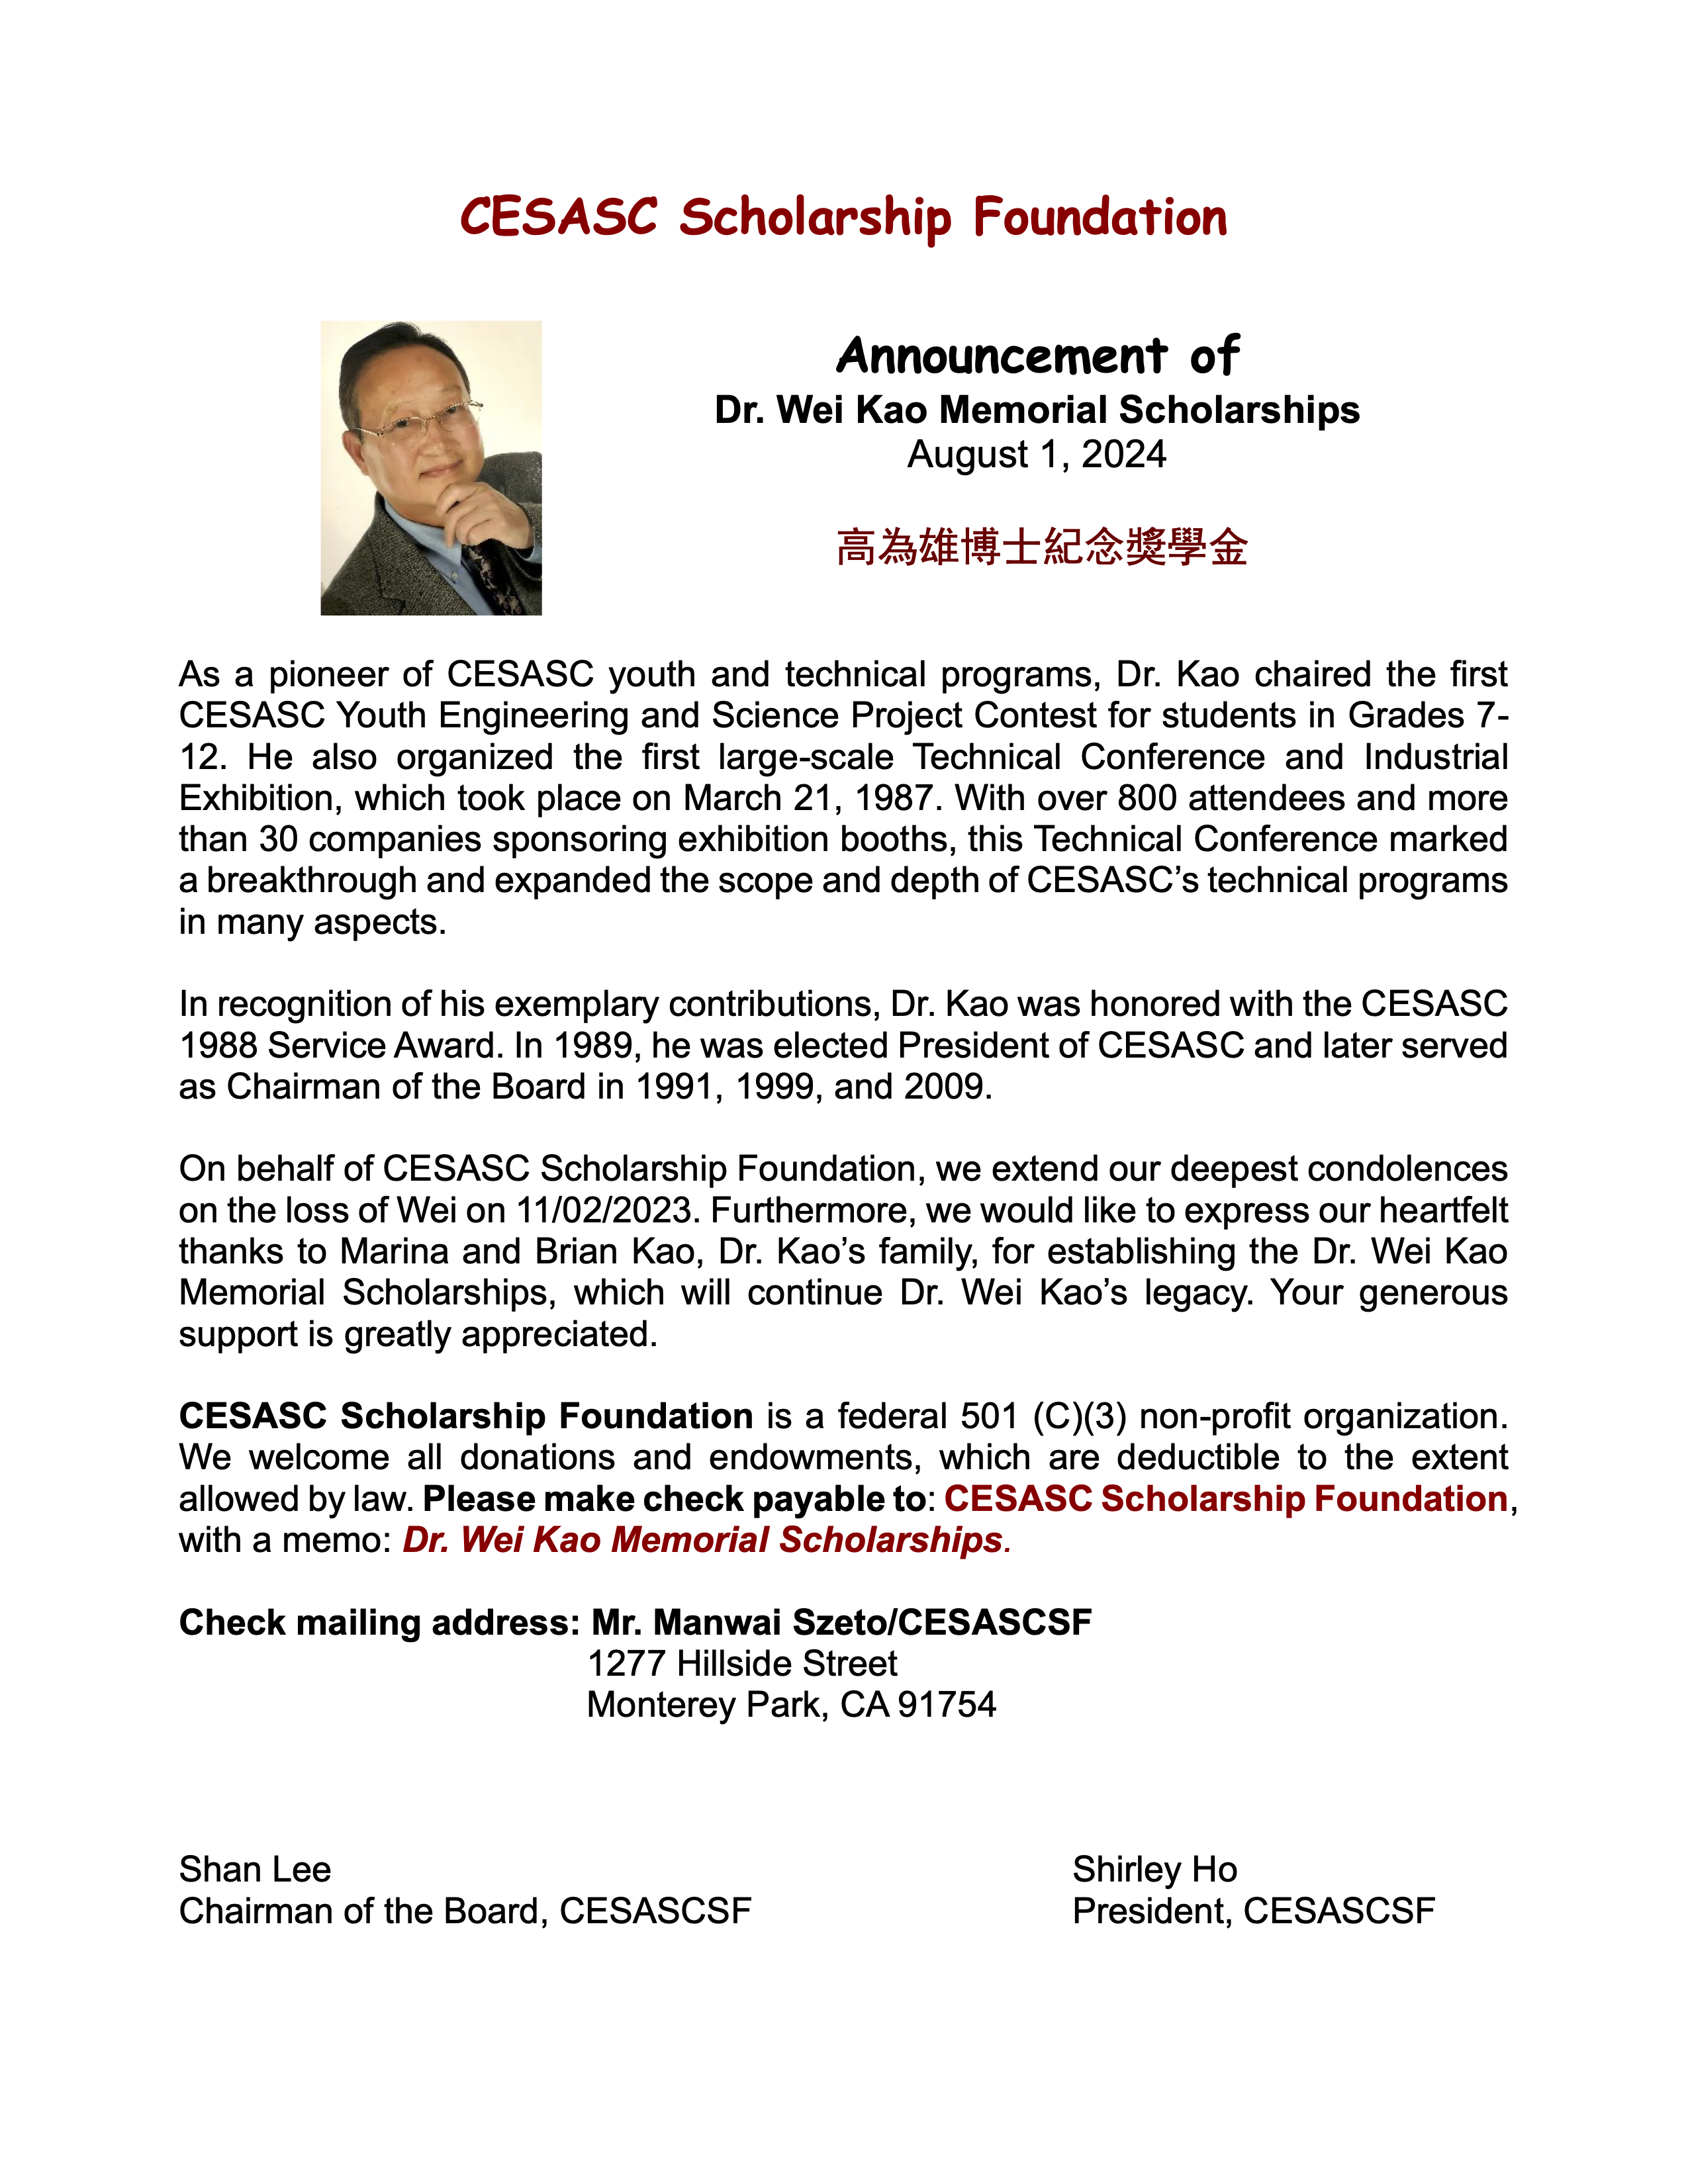 CESASC Scholarship Foundation
Announcement of
Dr. Wei Kao Memorial Scholarships
August 1, 2024
高為雄博士紀念獎學金
As a pioneer of CESASC youth and technical programs, Dr. Kao chaired the first
CESASC Youth Engineering and Science Project Contest for students in Grades 7-
12. He also organized the first large-scale Technical Conference and Industrial
Exhibition, which took place on March 21, 1987. With over 800 attendees and more
than 30 companies sponsoring exhibition booths, this Technical Conference marked
a breakthrough and expanded the scope and depth of CESASC’s technical programs
in many aspects.
In recognition of his exemplary contributions, Dr. Kao was honored with the CESASC
1988 Service Award. In 1989, he was elected President of CESASC and later served
as Chairman of the Board in 1991, 1999, and 2009.
On behalf of CESASC Scholarship Foundation, we extend our deepest condolences
on the loss of Wei on 11/02/2023. Furthermore, we would like to express our heartfelt
thanks to Marina and Brian Kao, Dr. Kao’s family, for establishing the Dr. Wei Kao
Memorial Scholarships, which will continue Dr. Wei Kao’s legacy. Your generous
support is greatly appreciated.
CESASC Scholarship Foundation is a federal 501 (C)(3) non-profit organization.
We welcome all donations and endowments, which are deductible to the extent
allowed by law. Please make check payable to: CESASC Scholarship Foundation,
with a memo: Dr. Wei Kao Memorial Scholarships.
Check mailing address: Mr. Manwai Szeto/CESASCSF
1277 Hillside Street
Monterey Park, CA 91754
Shan Lee
Chairman of the Board, CESASCSF
Shirley Ho
President, CESASCSF